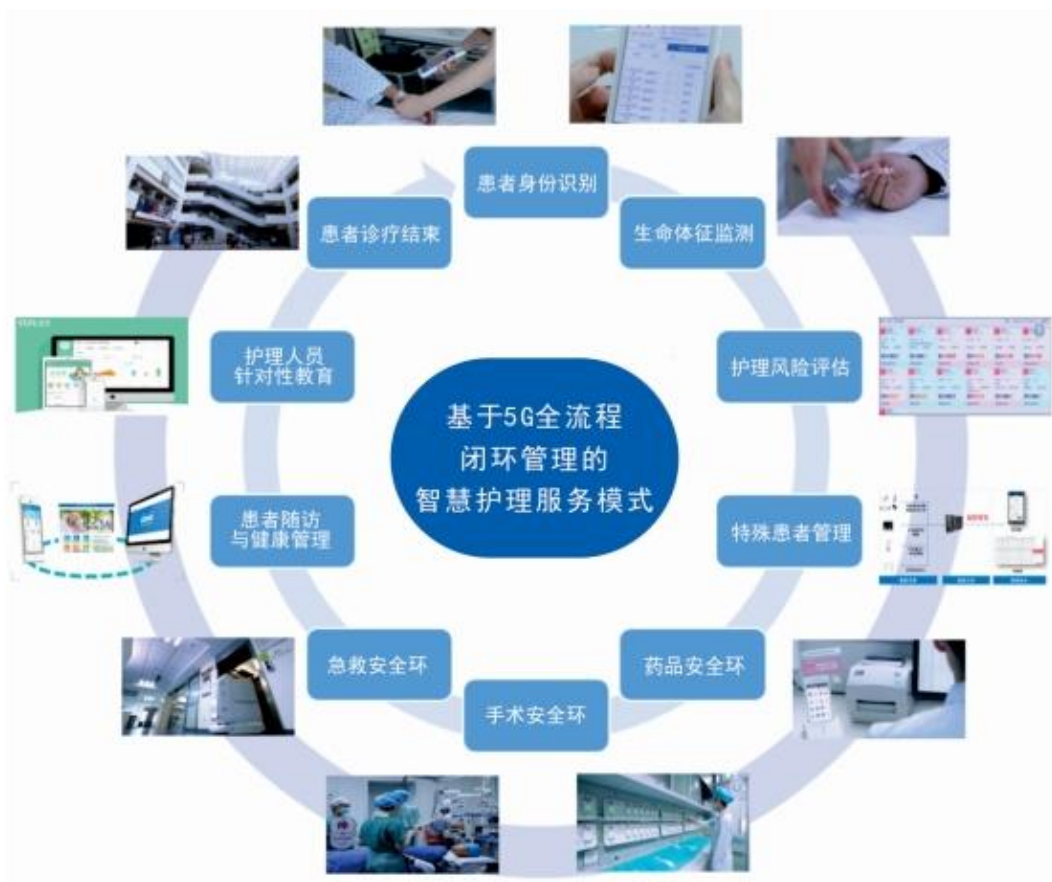 患者身份识别
患者诊疗结束
生命体征监测
护理人员
针对性教育
护理风险评估
基于5G全流程
闭环管理的
智慧护理服务模式
患者随访
与健康管理
特殊患者管理
急救安全环
药品安全环
手术安全环